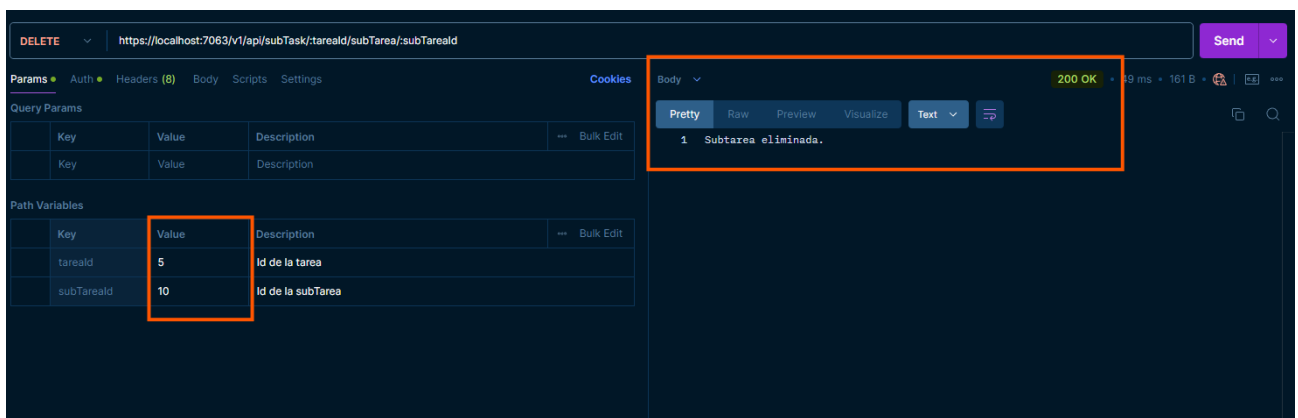 DELETE https://localhost:7063/v1/api/subTask/:tareaId/subTarea/:subTareaId Send
Params Auth Headers (8) Body Scripts Settings Cookies
Query Params
Key Value Description Bulk Edit
Key Value Description
Path Variables
Key Value Description Bulk Edit
tareaId 5 Id de la tarea
subTareaId 10 Id de la subTarea
Body 200 OK 49 ms 161 B e.g.
Pretty Raw Preview Visualize Text
1 Subtarea eliminada.